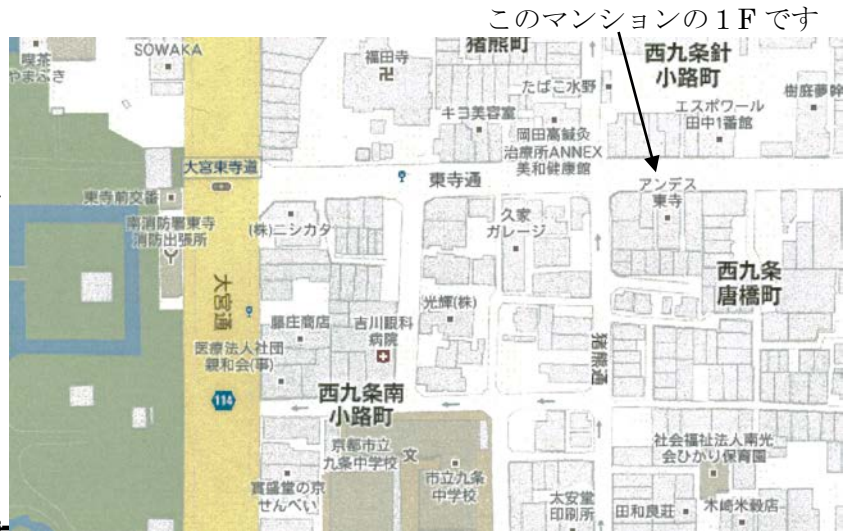 このマンションの１Ｆです
SOWAKA
喫茶
やまぶき
福田寺
猪熊町
たばこ水野
西九条針
小路町
樹庭夢幹
エスポワール
田中1番館
キヨ美容室
岡田高鍼灸
治療所ANNEX
美和健康館
大宮東寺道
東寺通
アンデス
東寺
東寺前交番
南消防署東寺
消防出張所
(株)ニシカタ
久家
ガレージ
西九条
唐橋町
大宮通
光輝(株)
藤庄商店
吉川眼科
病院
医療法人社団
親和会(事)
猪熊通
114
西九条南
小路町
京都市立
九条中学校
文
市立九条
中学校
社会福祉法人南光
会ひかり保育園
寳盛堂の京
せんべい
太安堂
印刷所
田和良荘
木崎米穀店